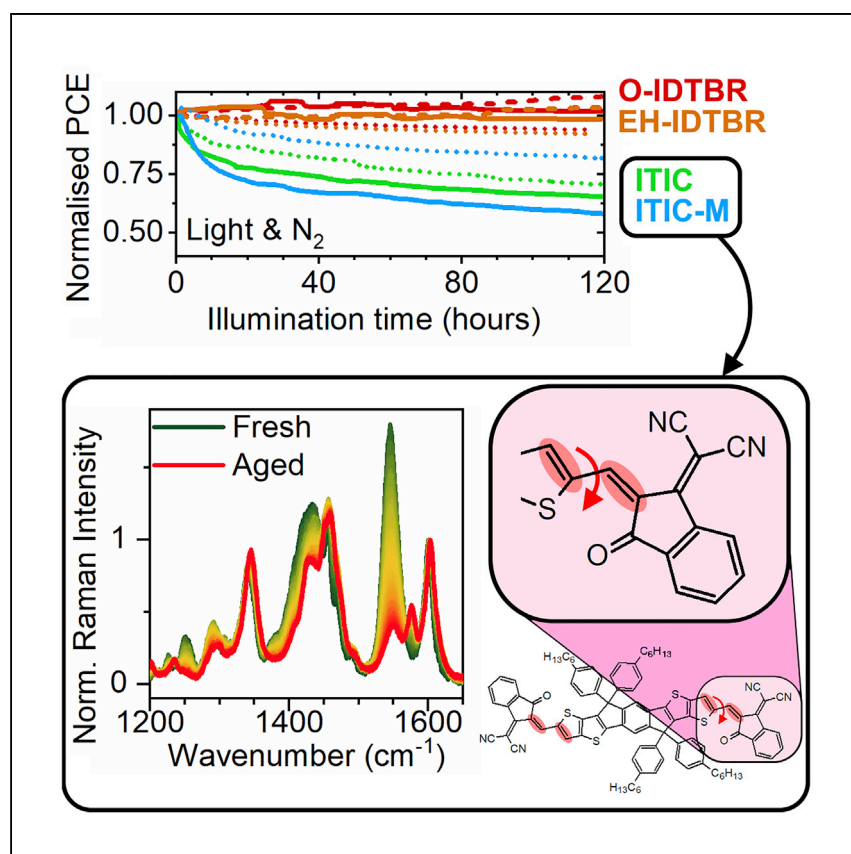 Normalised PCE
1.00
0.75
0.50
Light & N₂
0
40
80
120
Illumination time (hours)
O-IDTBR
EH-IDTBR
ITIC
ITIC-M
Norm. Raman Intensity
1
0
Fresh
Aged
1200
1400
1600
Wavenumber (cm⁻¹)
NC
CN
S
O
H₁₃C₆
C₆H₁₃
O
S
S
NC
CN
S
S
NC
CN
O
H13C6
C₆H₁₃